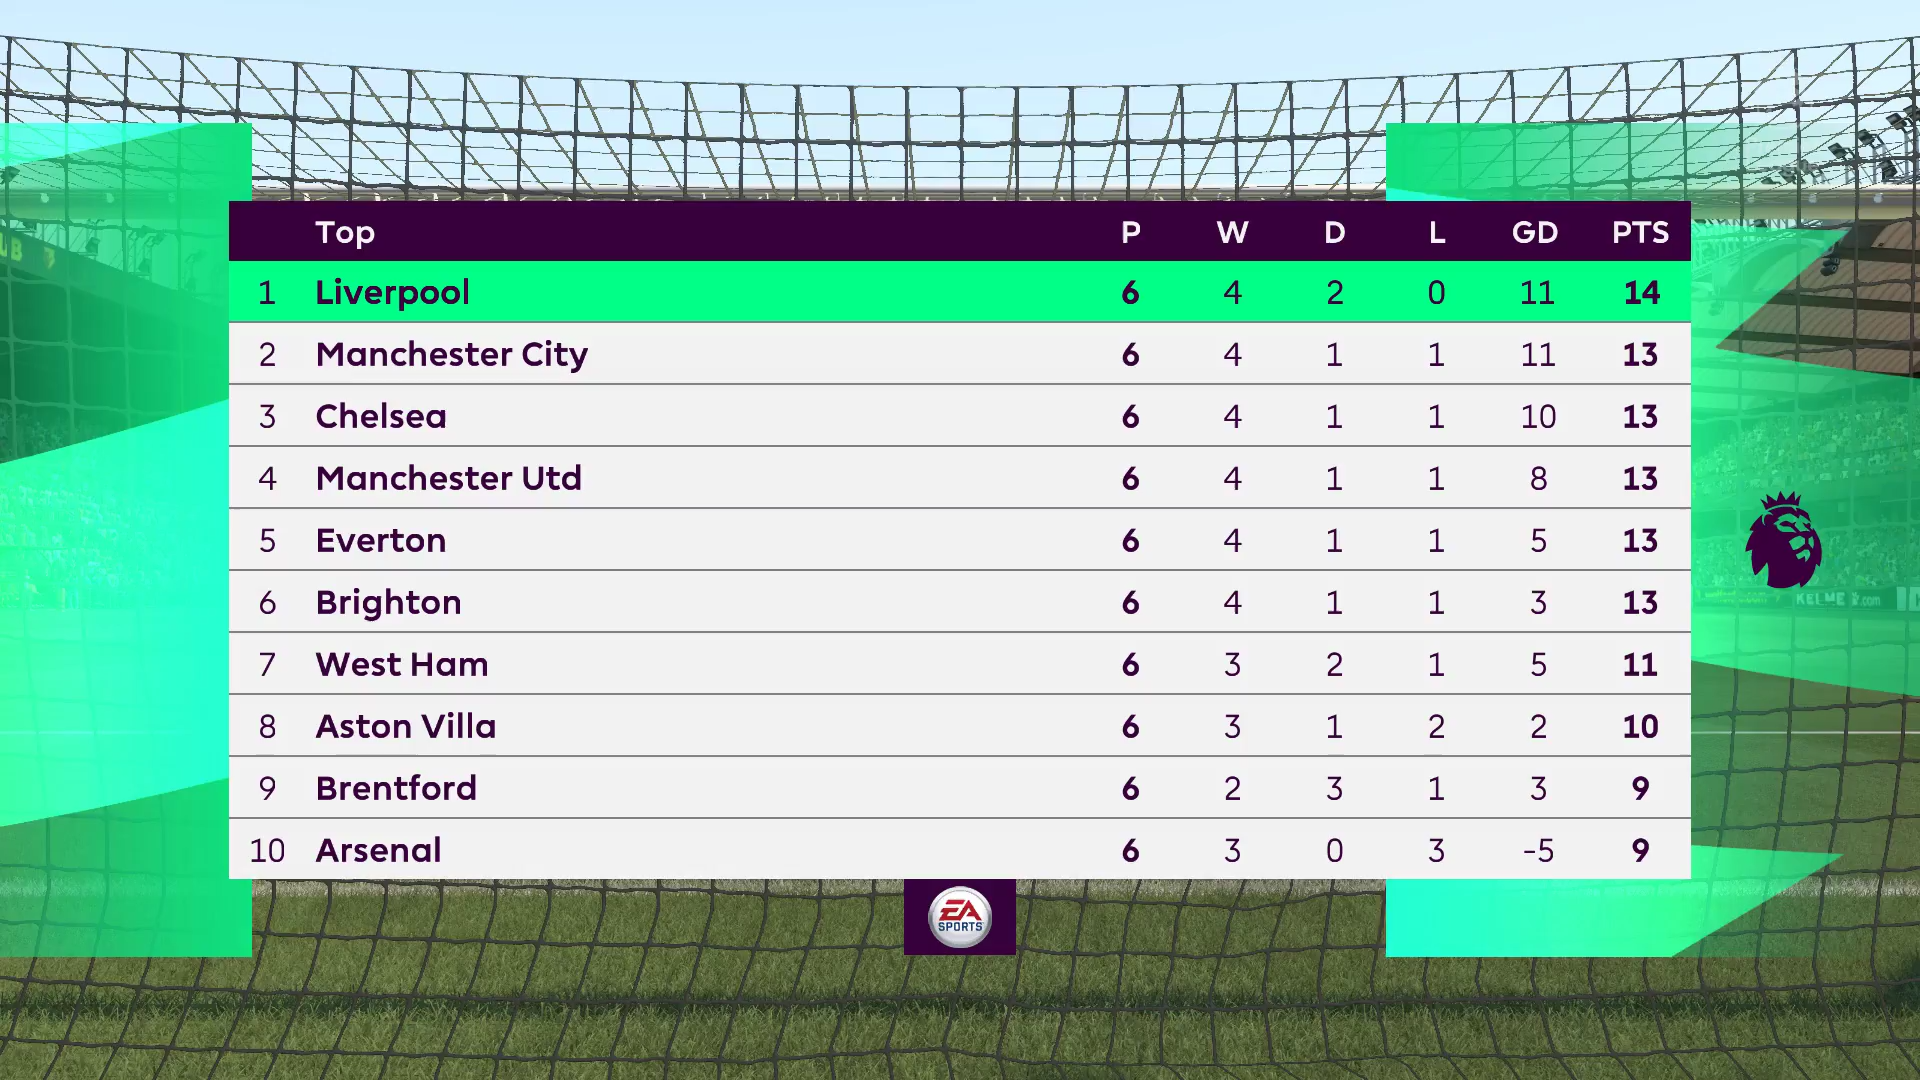 Top P W D L GD PTS
1 Liverpool 6 4 2 0 11 14
2 Manchester City 6 4 1 1 11 13
3 Chelsea 6 4 1 1 10 13
4 Manchester Utd 6 4 1 1 8 13
5 Everton 6 4 1 1 5 13
6 Brighton 6 4 1 1 3 13
7 West Ham 6 3 2 1 5 11
8 Aston Villa 6 3 1 2 2 10
9 Brentford 6 2 3 1 3 9
10 Arsenal 6 3 0 3 -5 9
EA
SPORTS
KELME